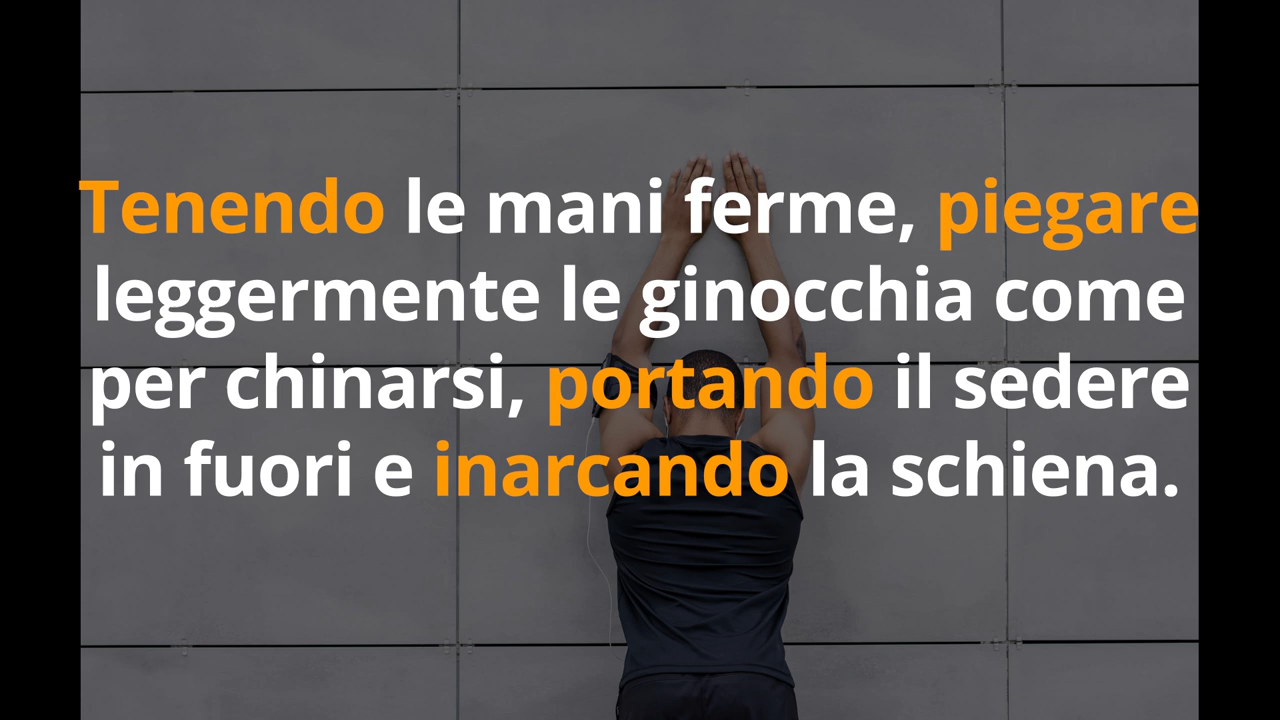 Tenendo le mani ferme, piegare
leggermente le ginocchia come
per chinarsi, portando il sedere
in fuori e inarcando la schiena.